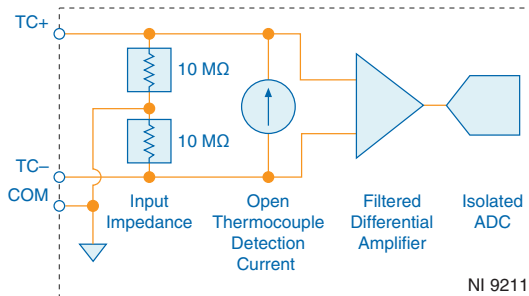 TC+
10 MΩ
10 MΩ
TC–
COM
Input
Impedance
Open
Thermocouple
Detection
Current
Filtered
Differential
Amplifier
Isolated
ADC
NI 9211